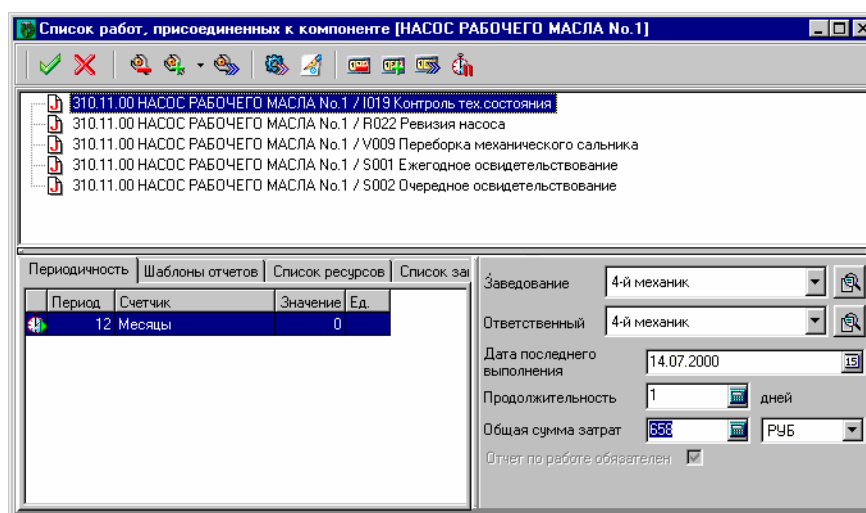 Список работ, присоединенных к компоненте [НАСОС РАБОЧЕГО МАСЛА No.1]
310.11.00 НАСОС РАБОЧЕГО МАСЛА No.1 / I019 Контроль тех.состояния
310.11.00 НАСОС РАБОЧЕГО МАСЛА No.1 / R022 Ревизия насоса
310.11.00 НАСОС РАБОЧЕГО МАСЛА No.1 / V009 Переборка механического сальника
310.11.00 НАСОС РАБОЧЕГО МАСЛА No.1 / S001 Ежегодное освидетельствование
310.11.00 НАСОС РАБОЧЕГО МАСЛА No.1 / S002 Очередное освидетельствование
Периодичность Шаблоны отчетов Список ресурсов Список за
Период Счетчик Значение Ед.
12 Месяцы 0
Заведование 4-й механик
Ответственный 4-й механик
Дата последнего
выполнения 14.07.2000 15
Продолжительность 1 дней
Общая сумма затрат 658 РУБ
Отчет по работе обязателен